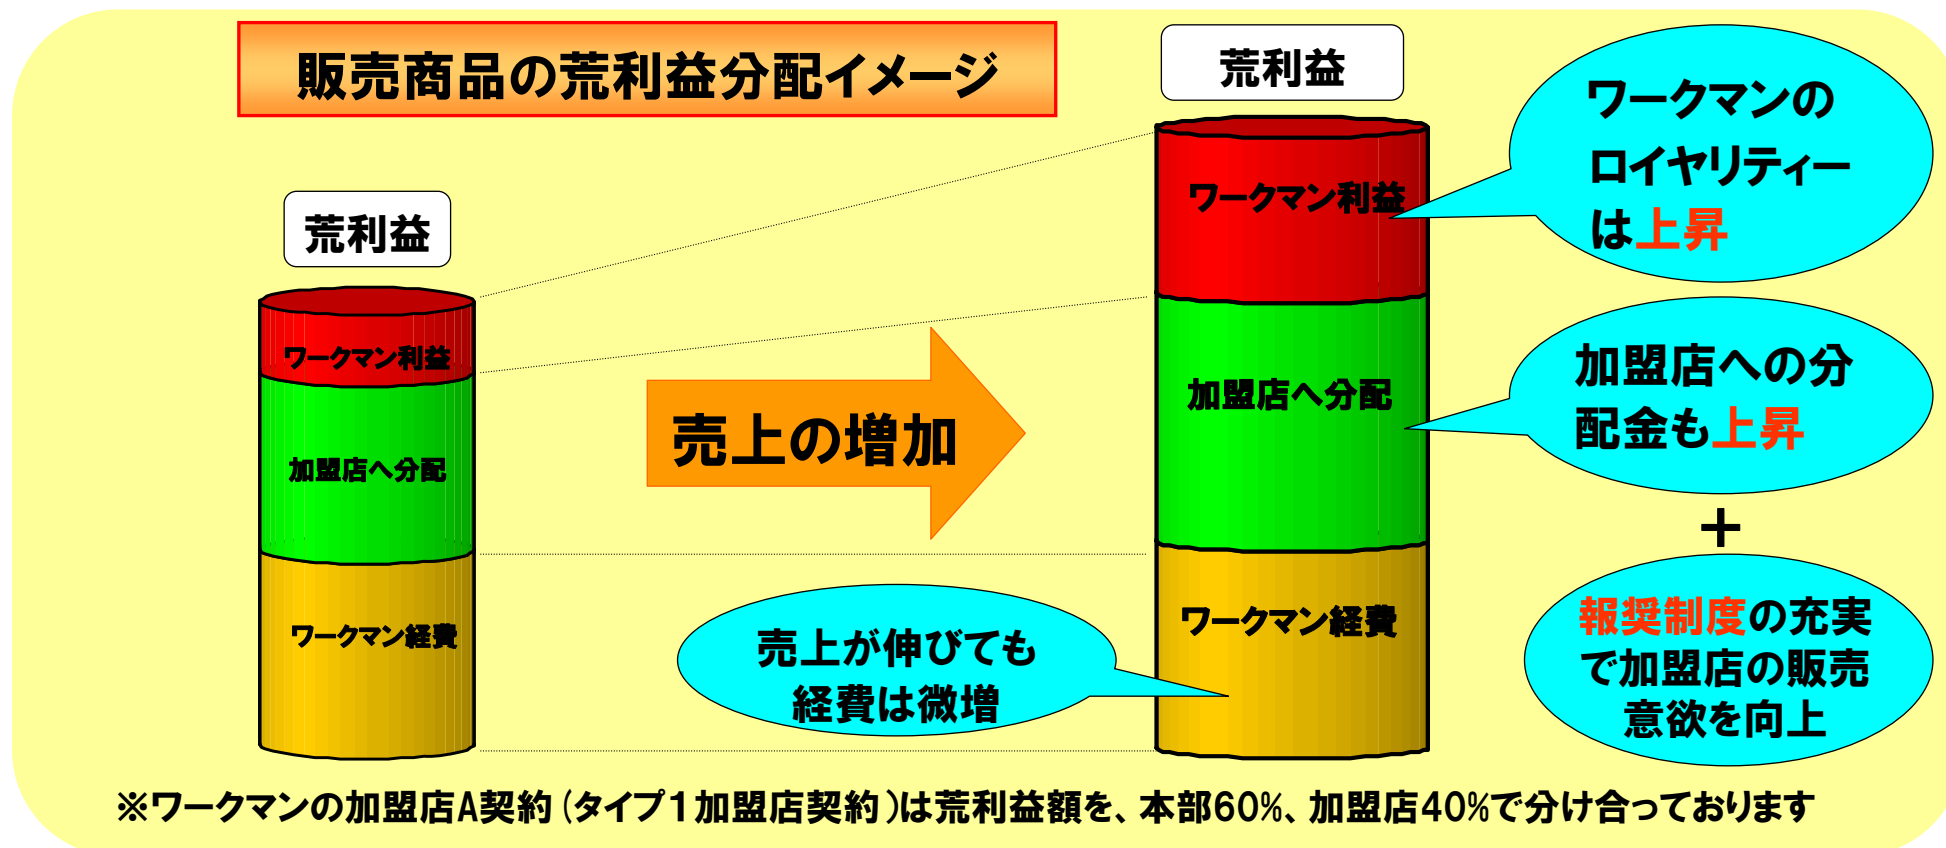 販売商品の荒利益分配イメージ
荒利益
ワークマン利益
加盟店へ分配
ワークマン経費
売上の増加
売上が伸びても
経費は微増
荒利益
ワークマン利益
加盟店へ分配
ワークマン経費
ワークマンの
ロイヤリティー
は上昇
加盟店への分
配金も上昇
+
報奨制度の充実
で加盟店の販売
意欲を向上
※ワークマンの加盟店A契約(タイプ1加盟店契約)は荒利益額を、本部60%、加盟店40%で分け合っております